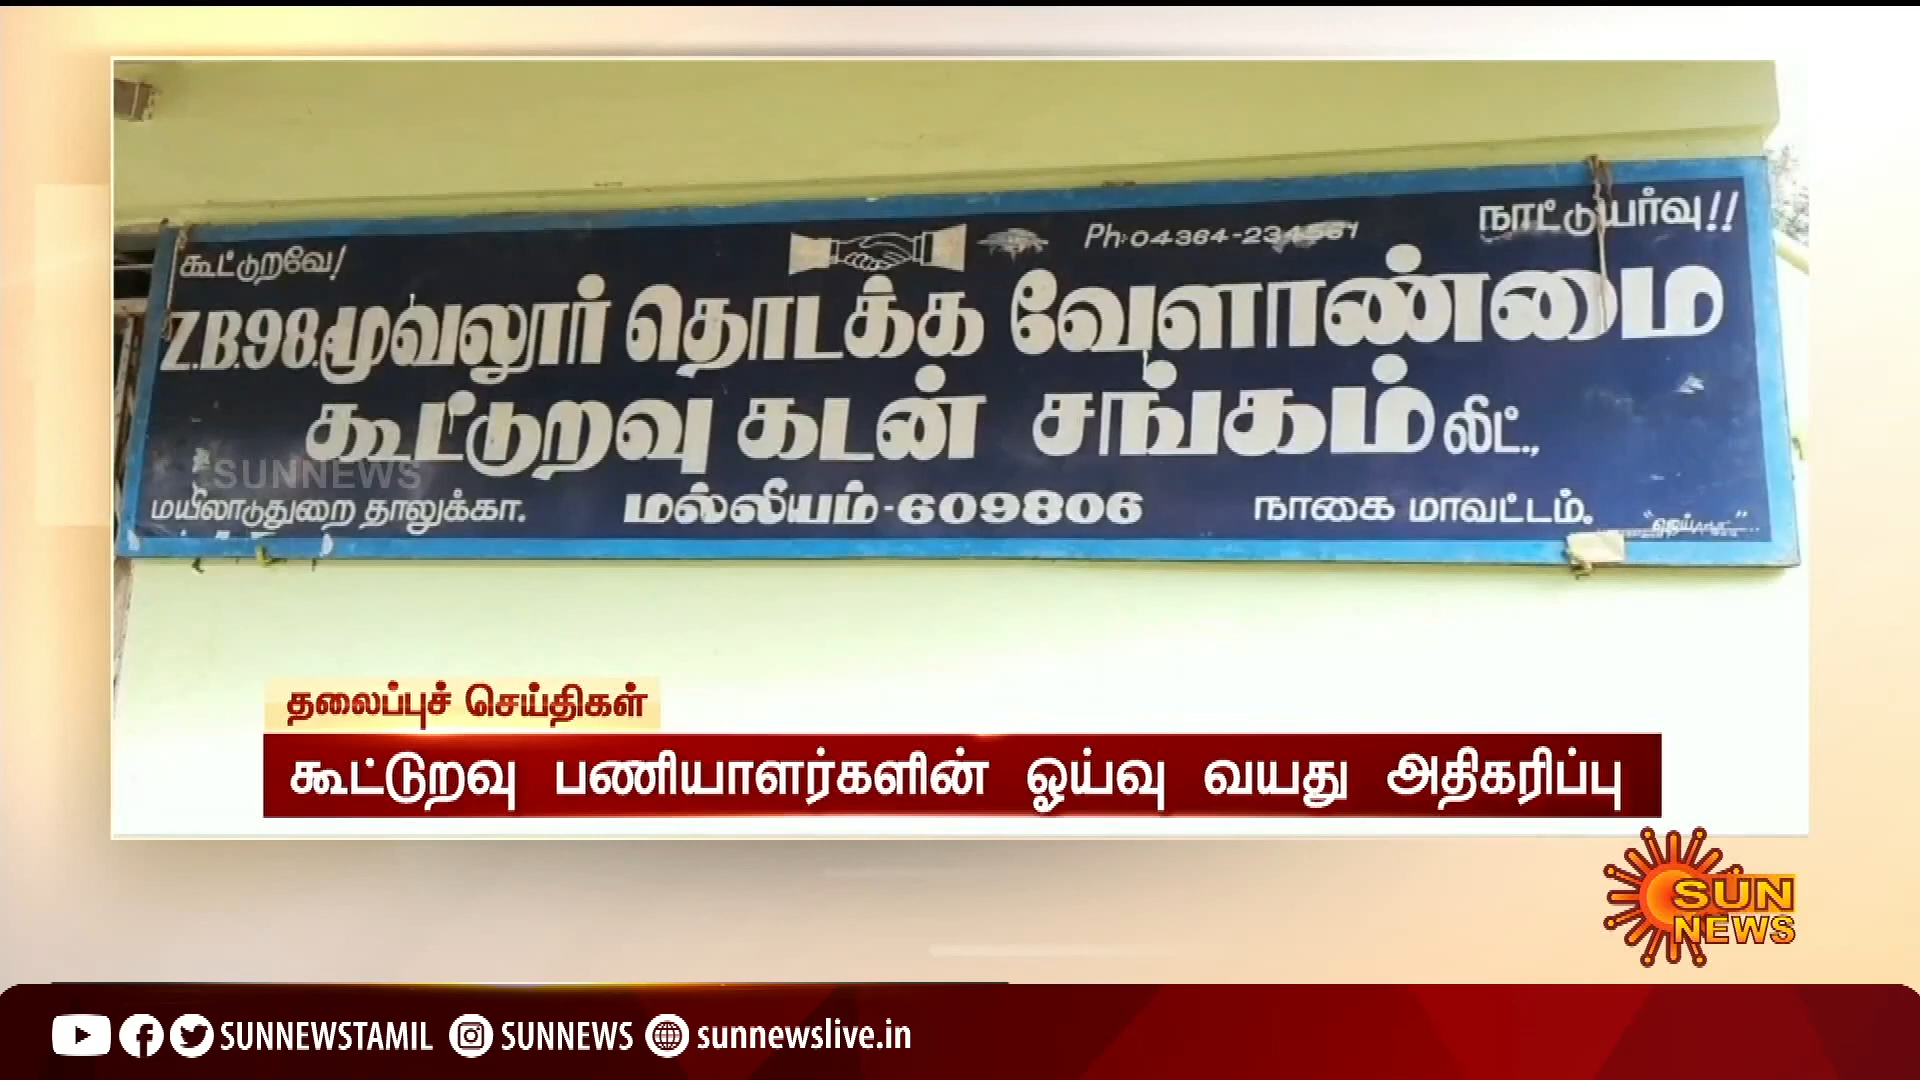 கூட்டுறவே!
Ph:04364-234561
நாட்டுயர்வு!!
Z.B.98.மூவலூர் தொடக்க வேளாண்மை
கூட்டுறவு கடன் சங்கம் லிட்.,
SUNNEWS
மயிலாடுதுறை தாலுக்கா.
மல்லியம்-609806
நாகை மாவட்டம்.
தலைப்புச் செய்திகள்
கூட்டுறவு பணியாளர்களின் ஓய்வு வயது அதிகரிப்பு
SUN
NEWS
SUNNEWSTAMIL SUNNEWS sunnewslive.in